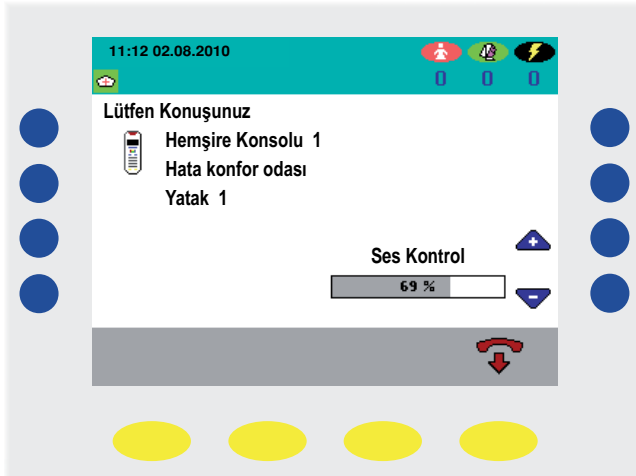 11:12 02.08.2010
0 0 0
Lütfen Konuşunuz
Hemşire Konsolu 1
Hata konfor odası
Yatak 1
Ses Kontrol
69 %